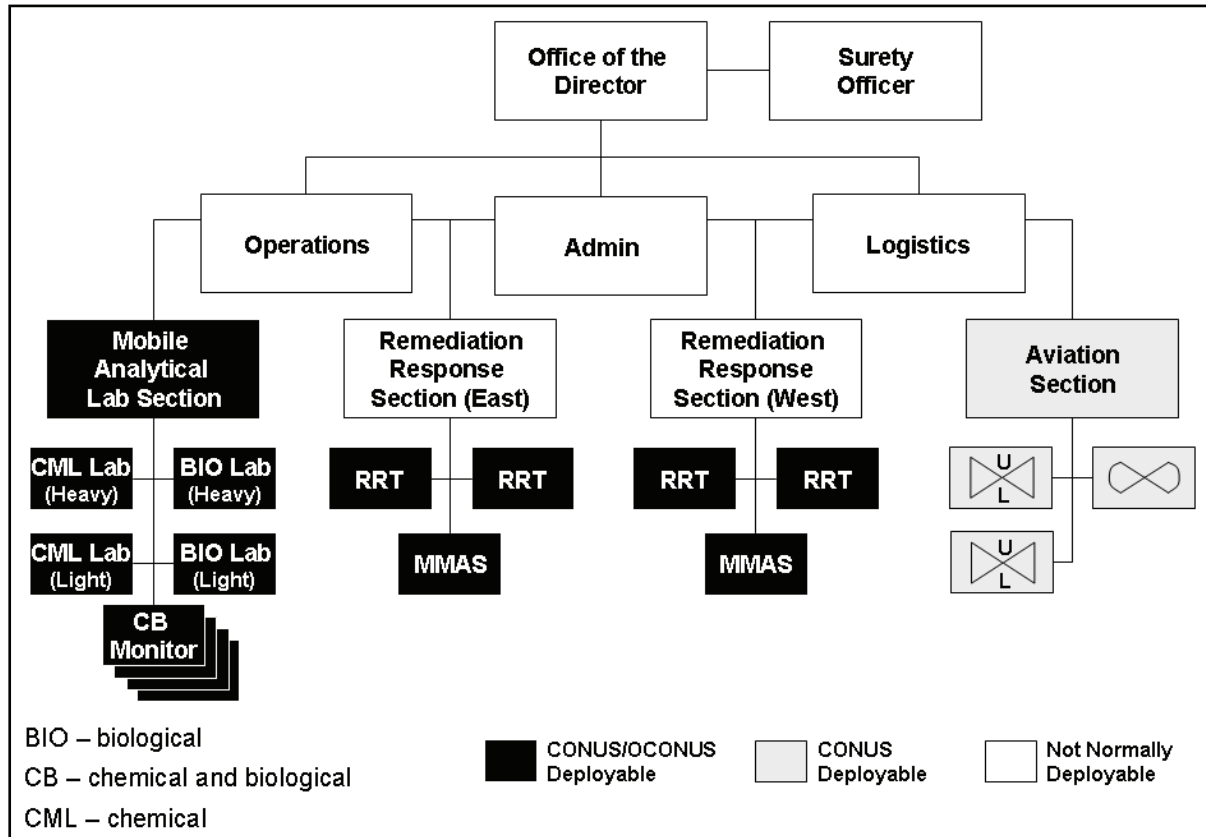 Office of the
Director
Surety
Officer
Operations
Admin
Logistics
Mobile
Analytical
Lab Section
Remediation
Response
Section (East)
Remediation
Response
Section (West)
Aviation
Section
CML Lab
(Heavy)
BIO Lab
(Heavy)
RRT
RRT
RRT
RRT
U
L
CML Lab
(Light)
BIO Lab
(Light)
MMAS
MMAS
U
L
CB
Monitor
BIO – biological
CB – chemical and biological
CML – chemical
CONUS/OCONUS
Deployable
CONUS
Deployable
Not Normally
Deployable